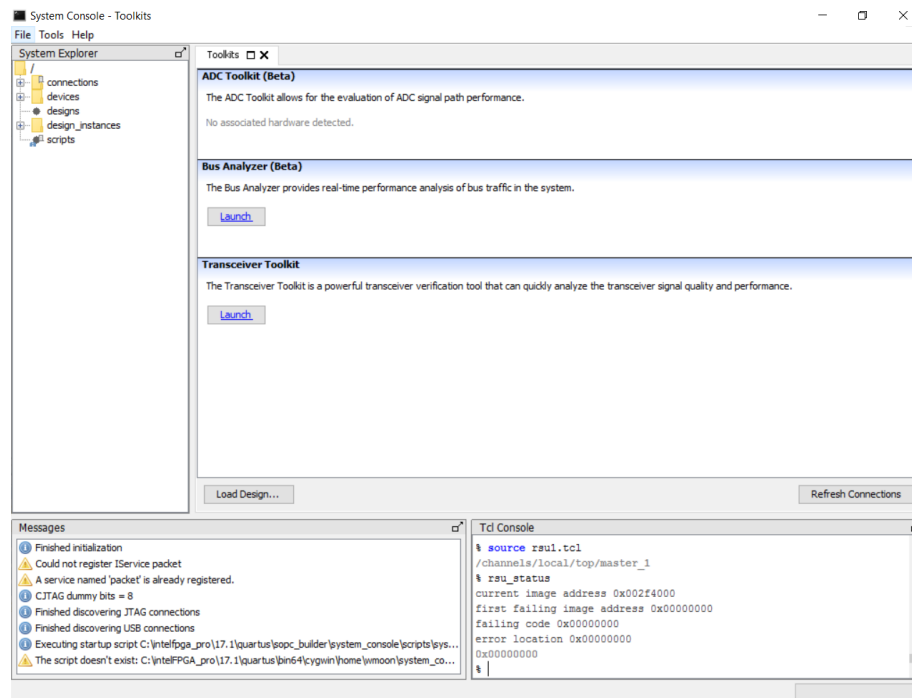 System Console - Toolkits
File Tools Help
System Explorer
/
connections
devices
designs
design_instances
scripts
Toolkits
ADC Toolkit (Beta)
The ADC Toolkit allows for the evaluation of ADC signal path performance.
No associated hardware detected.
Bus Analyzer (Beta)
The Bus Analyzer provides real-time performance analysis of bus traffic in the system.
Launch
Transceiver Toolkit
The Transceiver Toolkit is a powerful transceiver verification tool that can quickly analyze the transceiver signal quality and performance.
Launch
Load Design...
Refresh Connections
Messages
Finished initialization
Could not register IService packet
A service named 'packet' is already registered.
CJTAG dummy bits = 8
Finished discovering JTAG connections
Finished discovering USB connections
Executing startup script C:\intelfpga_pro\17.1\quartus\sopc_builder\system_console\scripts\sys...
The script doesn't exist: C:\intelFPGA_pro\17.1\quartus\bin64\cygwin\home\wmoon\system_co...
Tcl Console
% source rsu1.tcl
/channels/local/top/master_1
% rsu_status
current image address 0x002f4000
first failing image address 0x00000000
failing code 0x00000000
error location 0x00000000
0x00000000
%